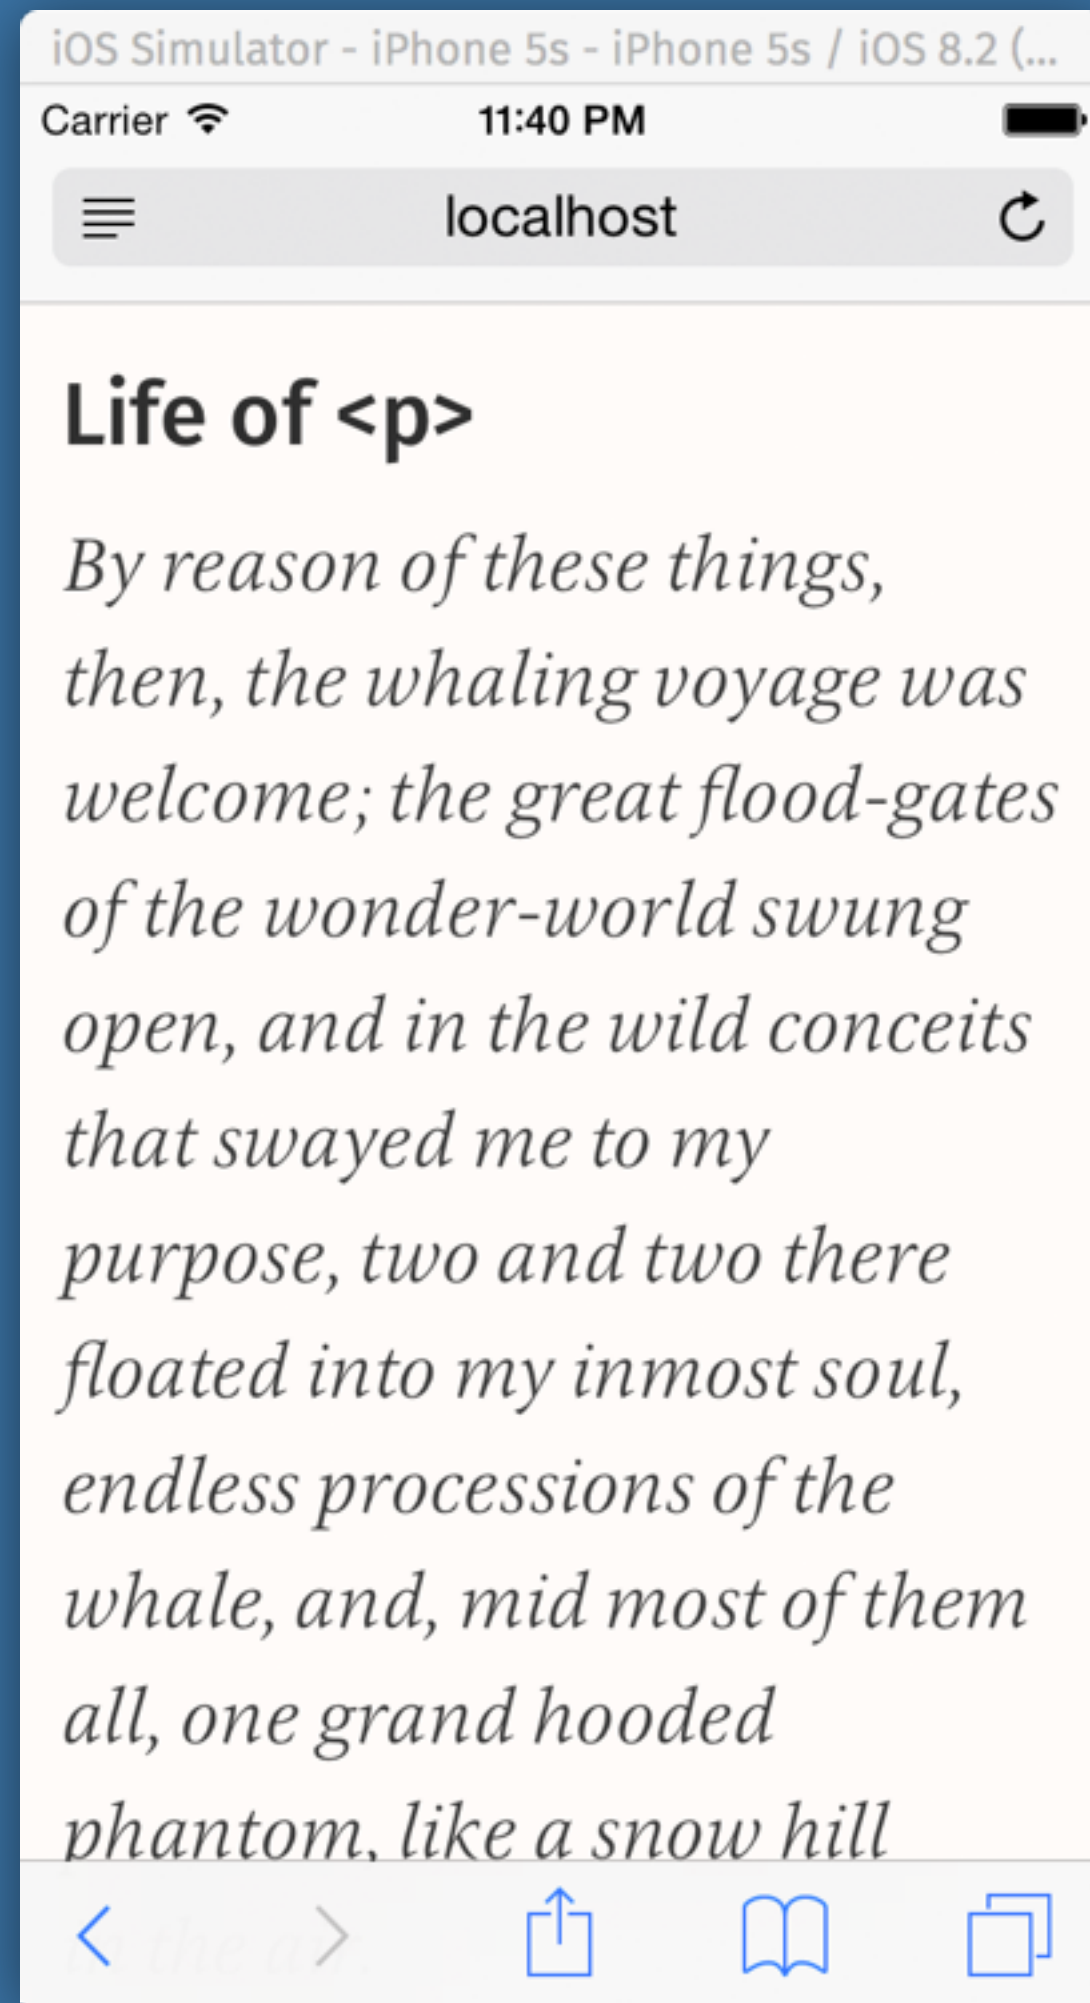 iOS Simulator - iPhone 5s - iPhone 5s / iOS 8.2 (...
Carrier 11:40 PM
localhost
Life of <p>
By reason of these things,
then, the whaling voyage was
welcome; the great flood-gates
of the wonder-world swung
open, and in the wild conceits
that swayed me to my
purpose, two and two there
floated into my inmost soul,
endless processions of the
whale, and, mid most of them
all, one grand hooded
phantom, like a snow hill
in the air.